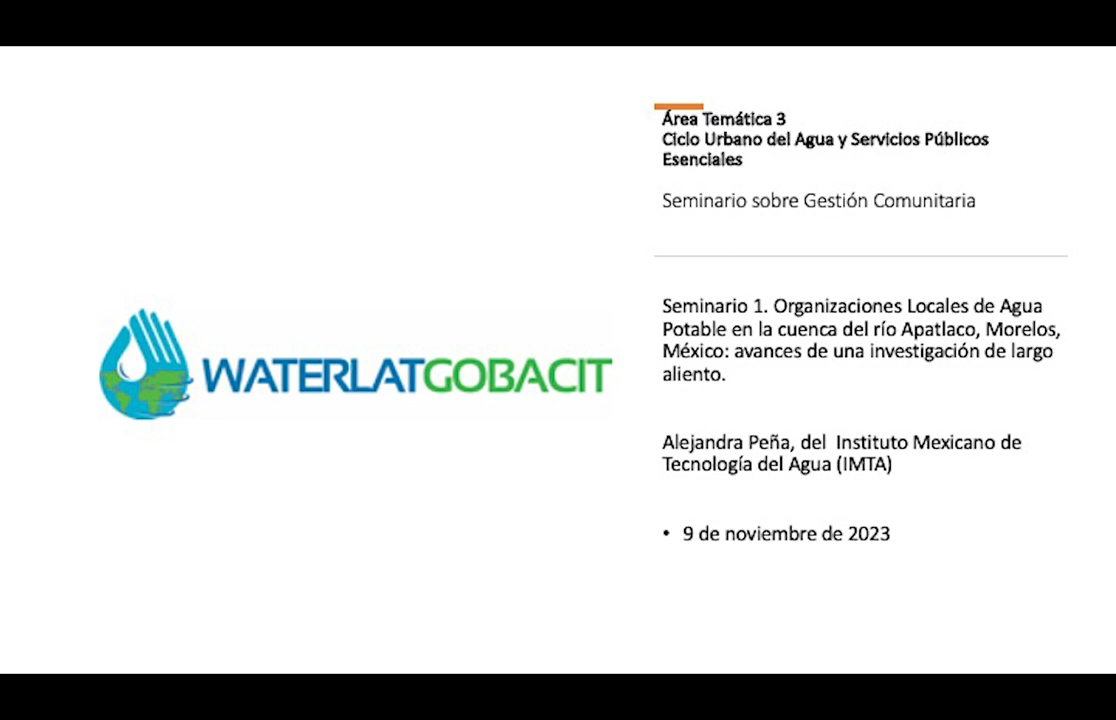 Área Temática 3
Ciclo Urbano del Agua y Servicios Públicos
Esenciales
Seminario sobre Gestión Comunitaria
WATERLATGOBACIT
Seminario 1. Organizaciones Locales de Agua
Potable en la cuenca del río Apatlaco, Morelos,
México: avances de una investigación de largo
aliento.
Alejandra Peña, del Instituto Mexicano de
Tecnología del Agua (IMTA)
• 9 de noviembre de 2023